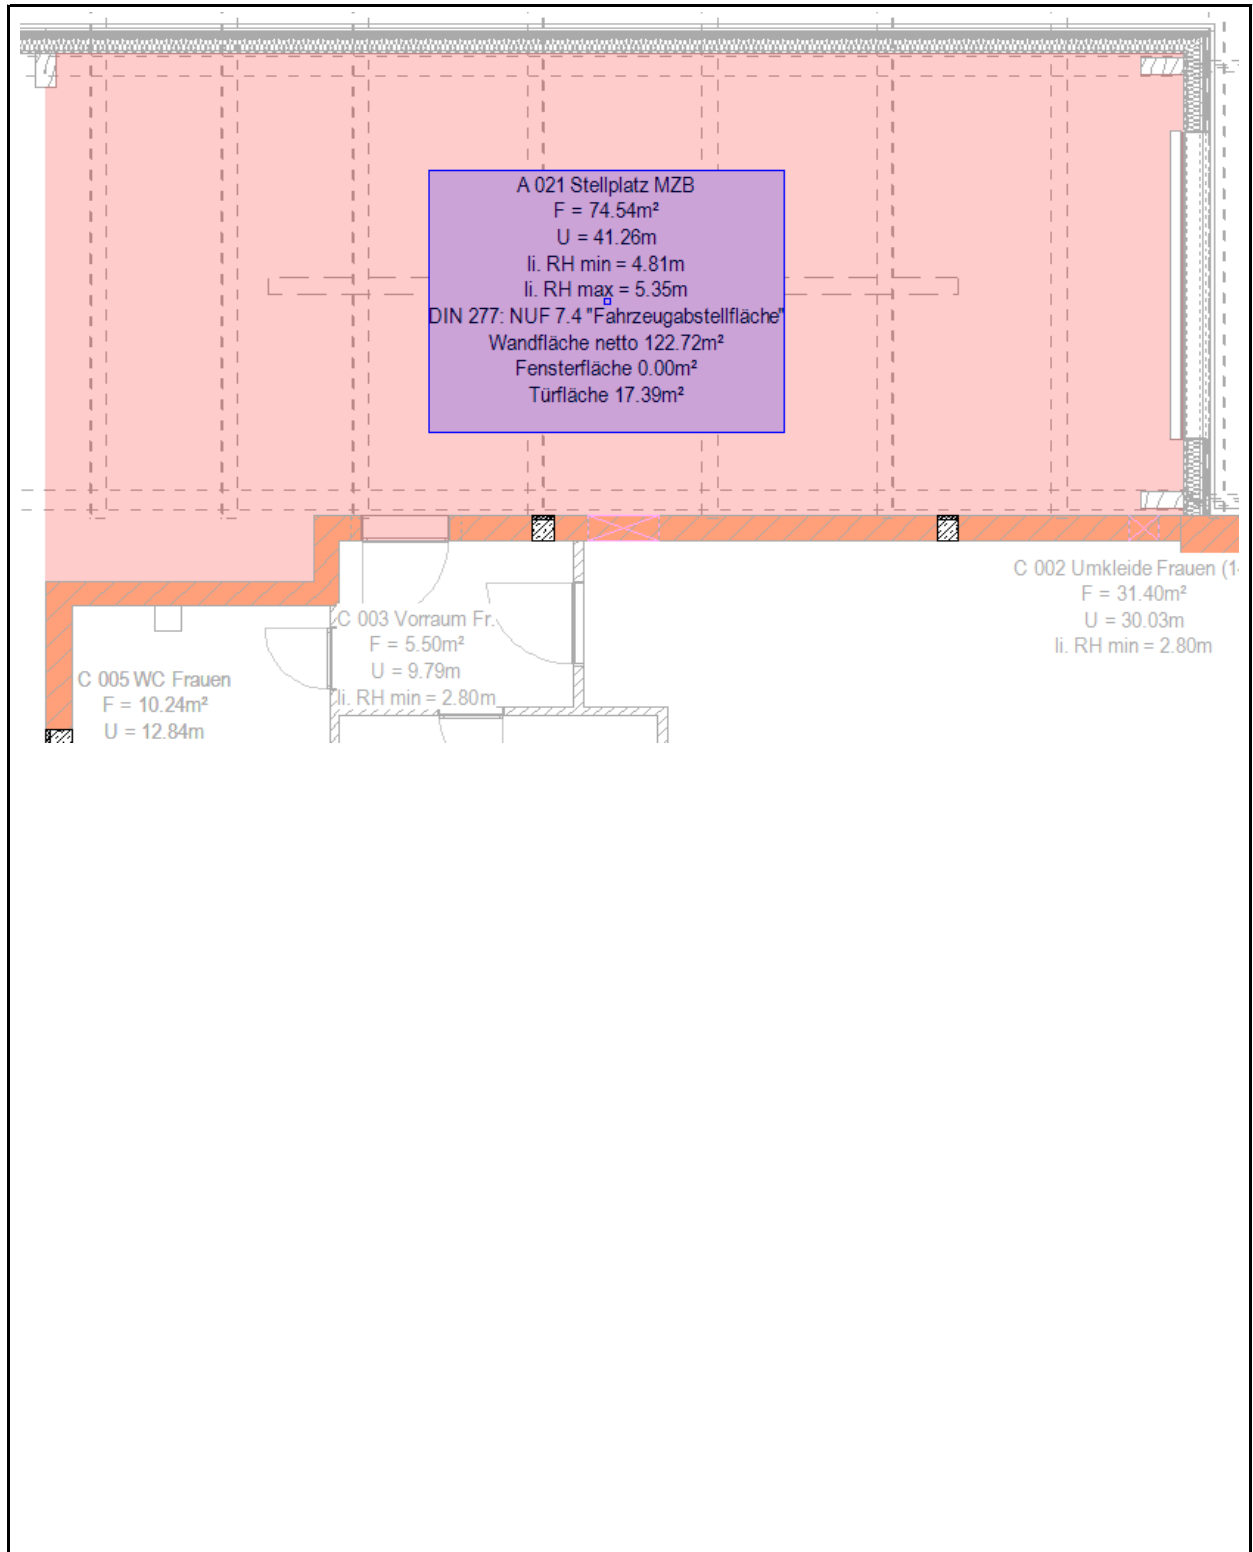 A 021 Stellplatz MZB
F = 74.54m²
U = 41.26m
li. RH min = 4.81m
li. RH max = 5.35m
DIN 277: NUF 7.4 "Fahrzeugabstellfläche"
Wandfläche netto 122.72m²
Fensterfläche 0.00m²
Türfläche 17.39m²
C 002 Umkleide Frauen (1
F = 31.40m²
U = 30.03m
li. RH min = 2.80m
C 003 Vorraum Fr.
F = 5.50m²
U = 9.79m
li. RH min = 2.80m
C 005 WC Frauen
F = 10.24m²
U = 12.84m